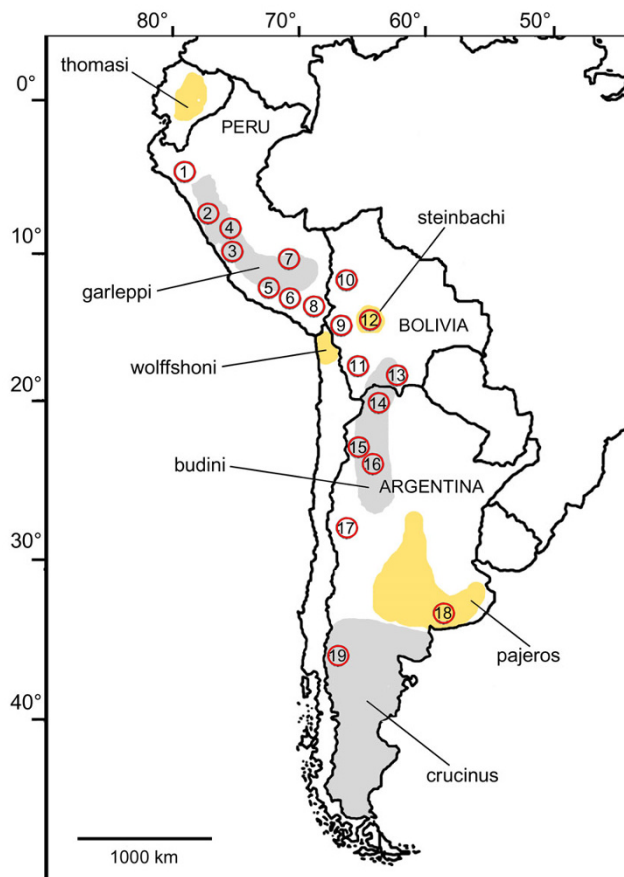 80° 70° 60° 50°
thomasi
0°
PERU
1
2
4
steinbachi
10°
3
7
garleppi
10
5
6
8
12
9
BOLIVIA
wolffshoni
11
13
20°
14
15
budini
16
ARGENTINA
17
30°
18
pajeros
19
40°
crucinus
1000 km